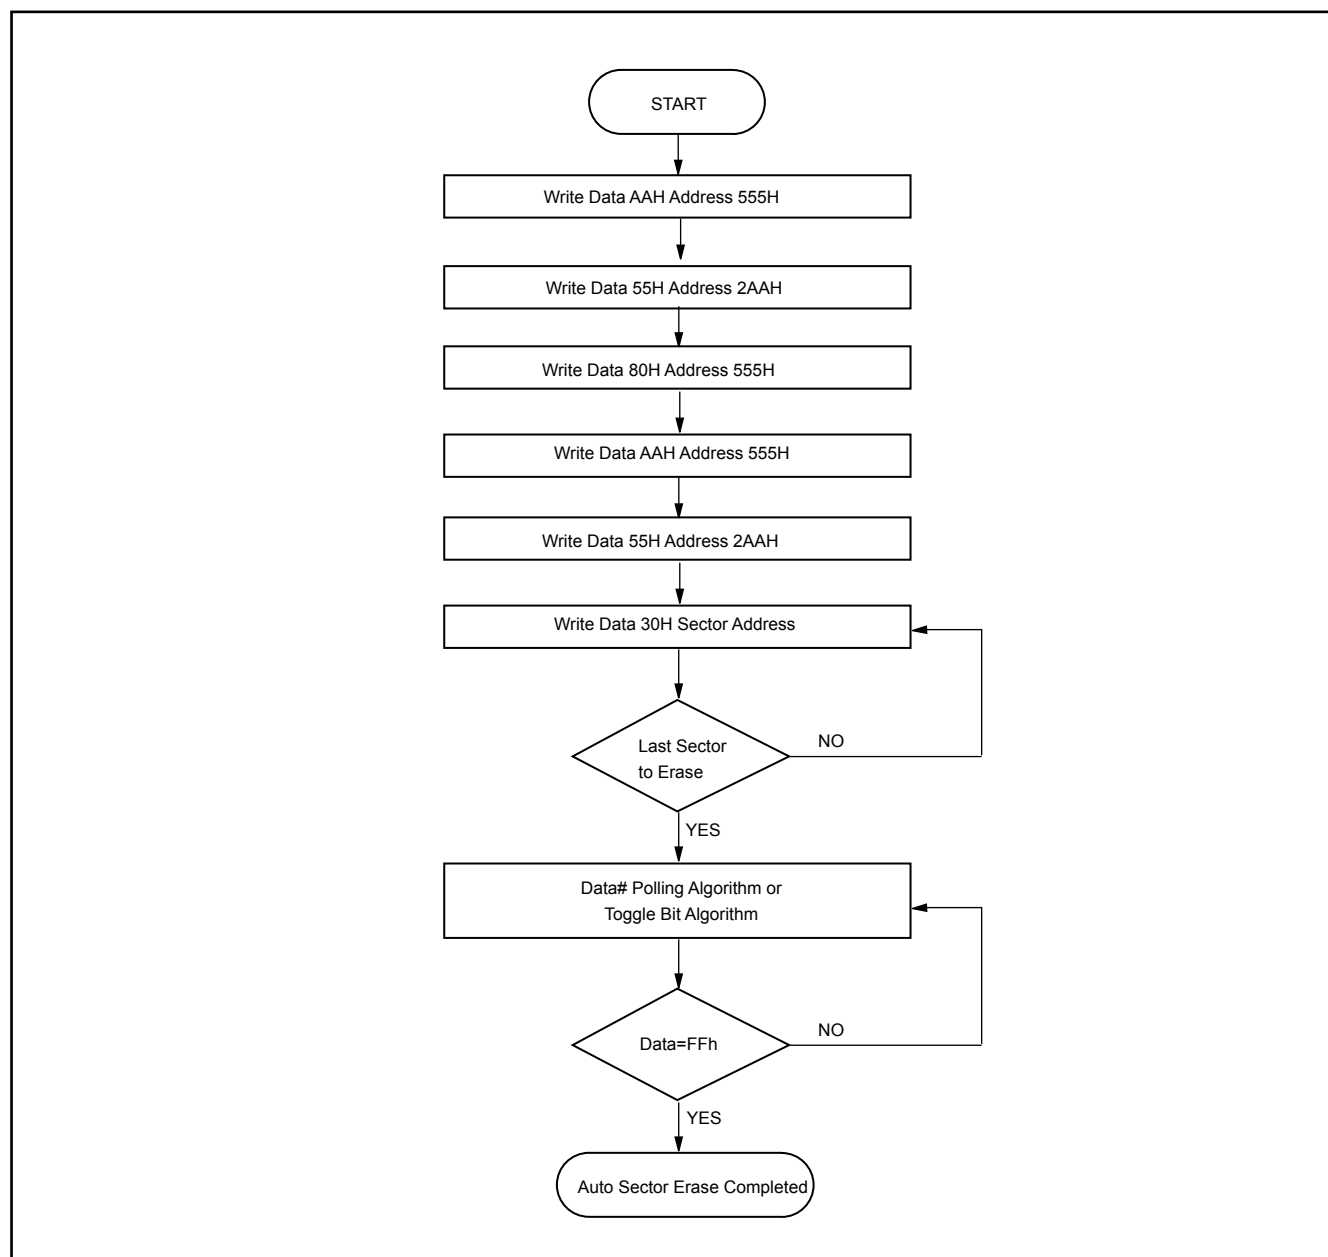 START
Write Data AAH Address 555H
Write Data 55H Address 2AAH
Write Data 80H Address 555H
Write Data AAH Address 555H
Write Data 55H Address 2AAH
Write Data 30H Sector Address
Last Sector
to Erase
NO
YES
Data# Polling Algorithm or
Toggle Bit Algorithm
Data=FFh
NO
YES
Auto Sector Erase Completed